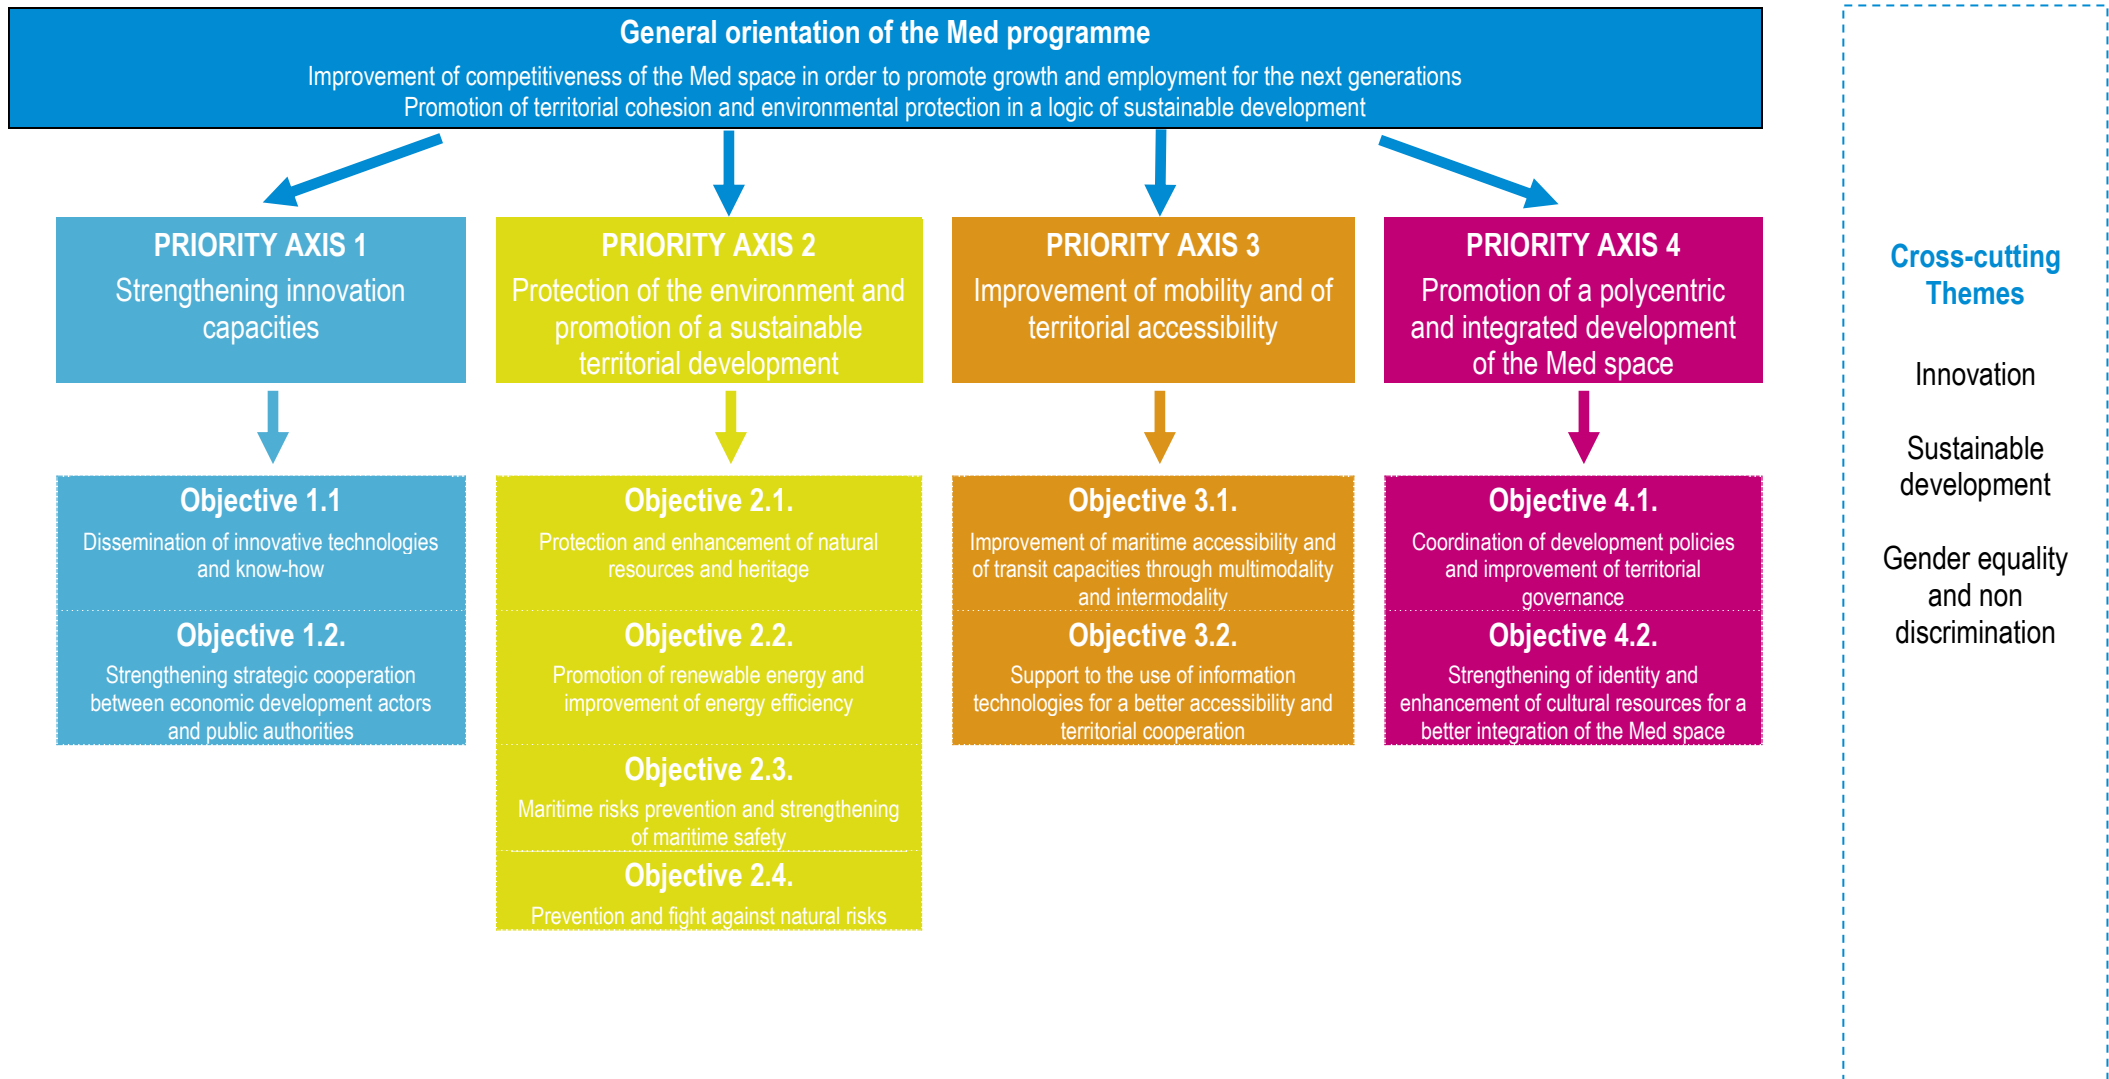 General orientation of the Med programme
Improvement of competitiveness of the Med space in order to promote growth and employment for the next generations
Promotion of territorial cohesion and environmental protection in a logic of sustainable development
PRIORITY AXIS 1
Strengthening innovation
capacities
PRIORITY AXIS 2
Protection of the environment and
promotion of a sustainable
territorial development
PRIORITY AXIS 3
Improvement of mobility and of
territorial accessibility
PRIORITY AXIS 4
Promotion of a polycentric
and integrated development
of the Med space
Objective 1.1
Dissemination of innovative technologies
and know-how
Objective 1.2.
Strengthening strategic cooperation
between economic development actors
and public authorities
Objective 2.1.
Protection and enhancement of natural
resources and heritage
Objective 2.2.
Promotion of renewable energy and
improvement of energy efficiency
Objective 2.3.
Maritime risks prevention and strengthening
of maritime safety
Objective 2.4.
Prevention and fight against natural risks
Objective 3.1.
Improvement of maritime accessibility and
of transit capacities through multimodality
and intermodality
Objective 3.2.
Support to the use of information
technologies for a better accessibility and
territorial cooperation
Objective 4.1.
Coordination of development policies
and improvement of territorial
governance
Objective 4.2.
Strengthening of identity and
enhancement of cultural resources for a
better integration of the Med space
Cross-cutting
Themes
Innovation
Sustainable
development
Gender equality
and non
discrimination